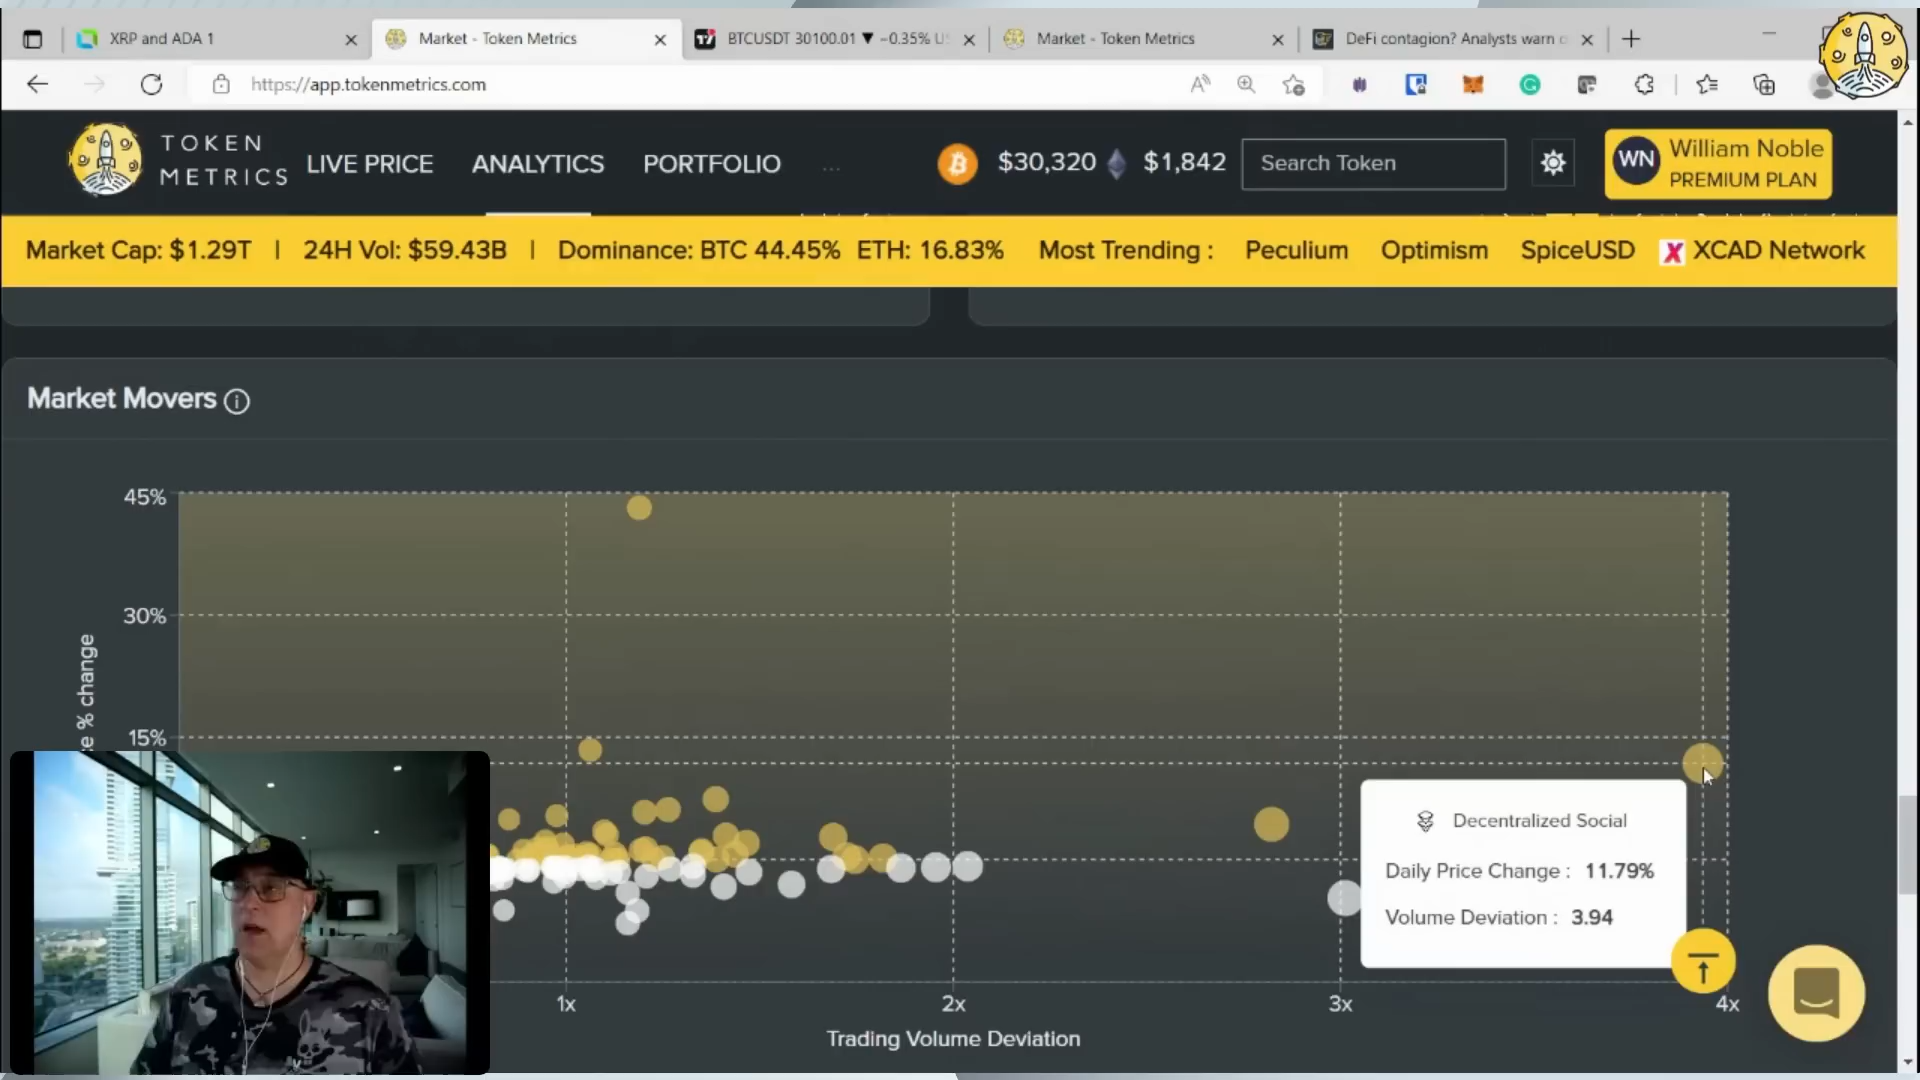 XRP and ADA 1
Market - Token Metrics
BTCUSDT 30100.01 ▼ −0.35% U
Market - Token Metrics
DeFi contagion? Analysts warn
https://app.tokenmetrics.com
TOKEN METRICS
LIVE PRICE
ANALYTICS
PORTFOLIO
...
$30,320
$1,842
Search Token
WN
William Noble
PREMIUM PLAN
Market Cap: $1.29T | 24H Vol: $59.43B | Dominance: BTC 44.45% ETH: 16.83% Most Trending : Peculium Optimism SpiceUSD XCAD Network
Market Movers
45%
30%
15%
e % change
Decentralized Social
Daily Price Change : 11.79%
Volume Deviation : 3.94
1x
2x
3x
4x
Trading Volume Deviation